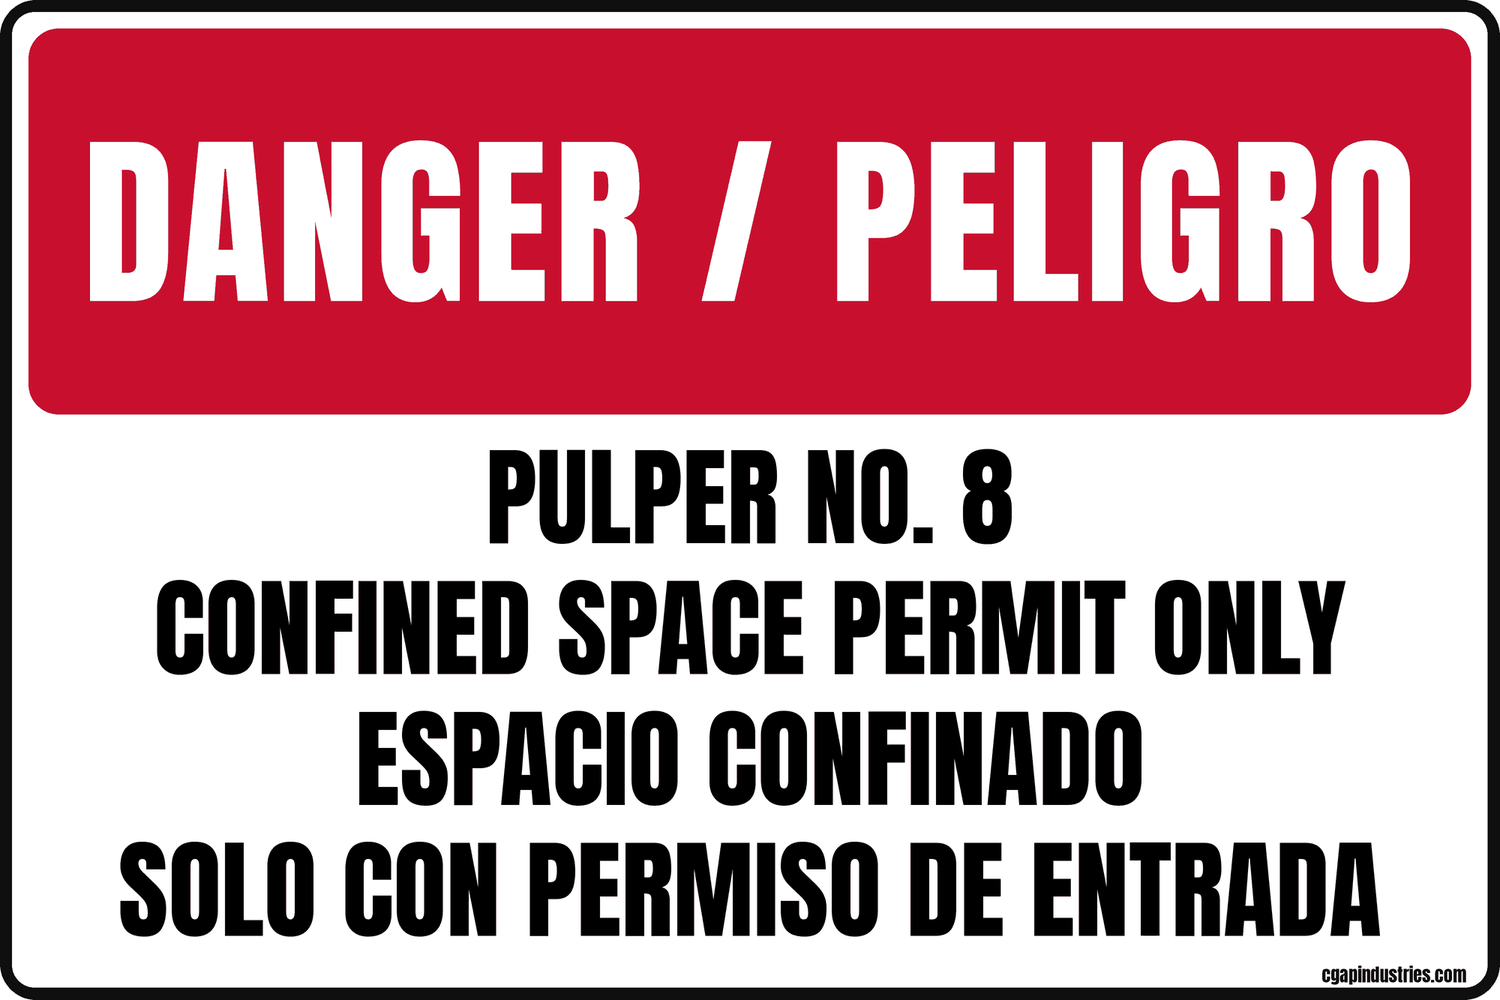 DANGER / PELIGRO
PULPER NO. 8
CONFINED SPACE PERMIT ONLY
ESPACIO CONFINADO
SOLO CON PERMISO DE ENTRADA
cgapindustries.com